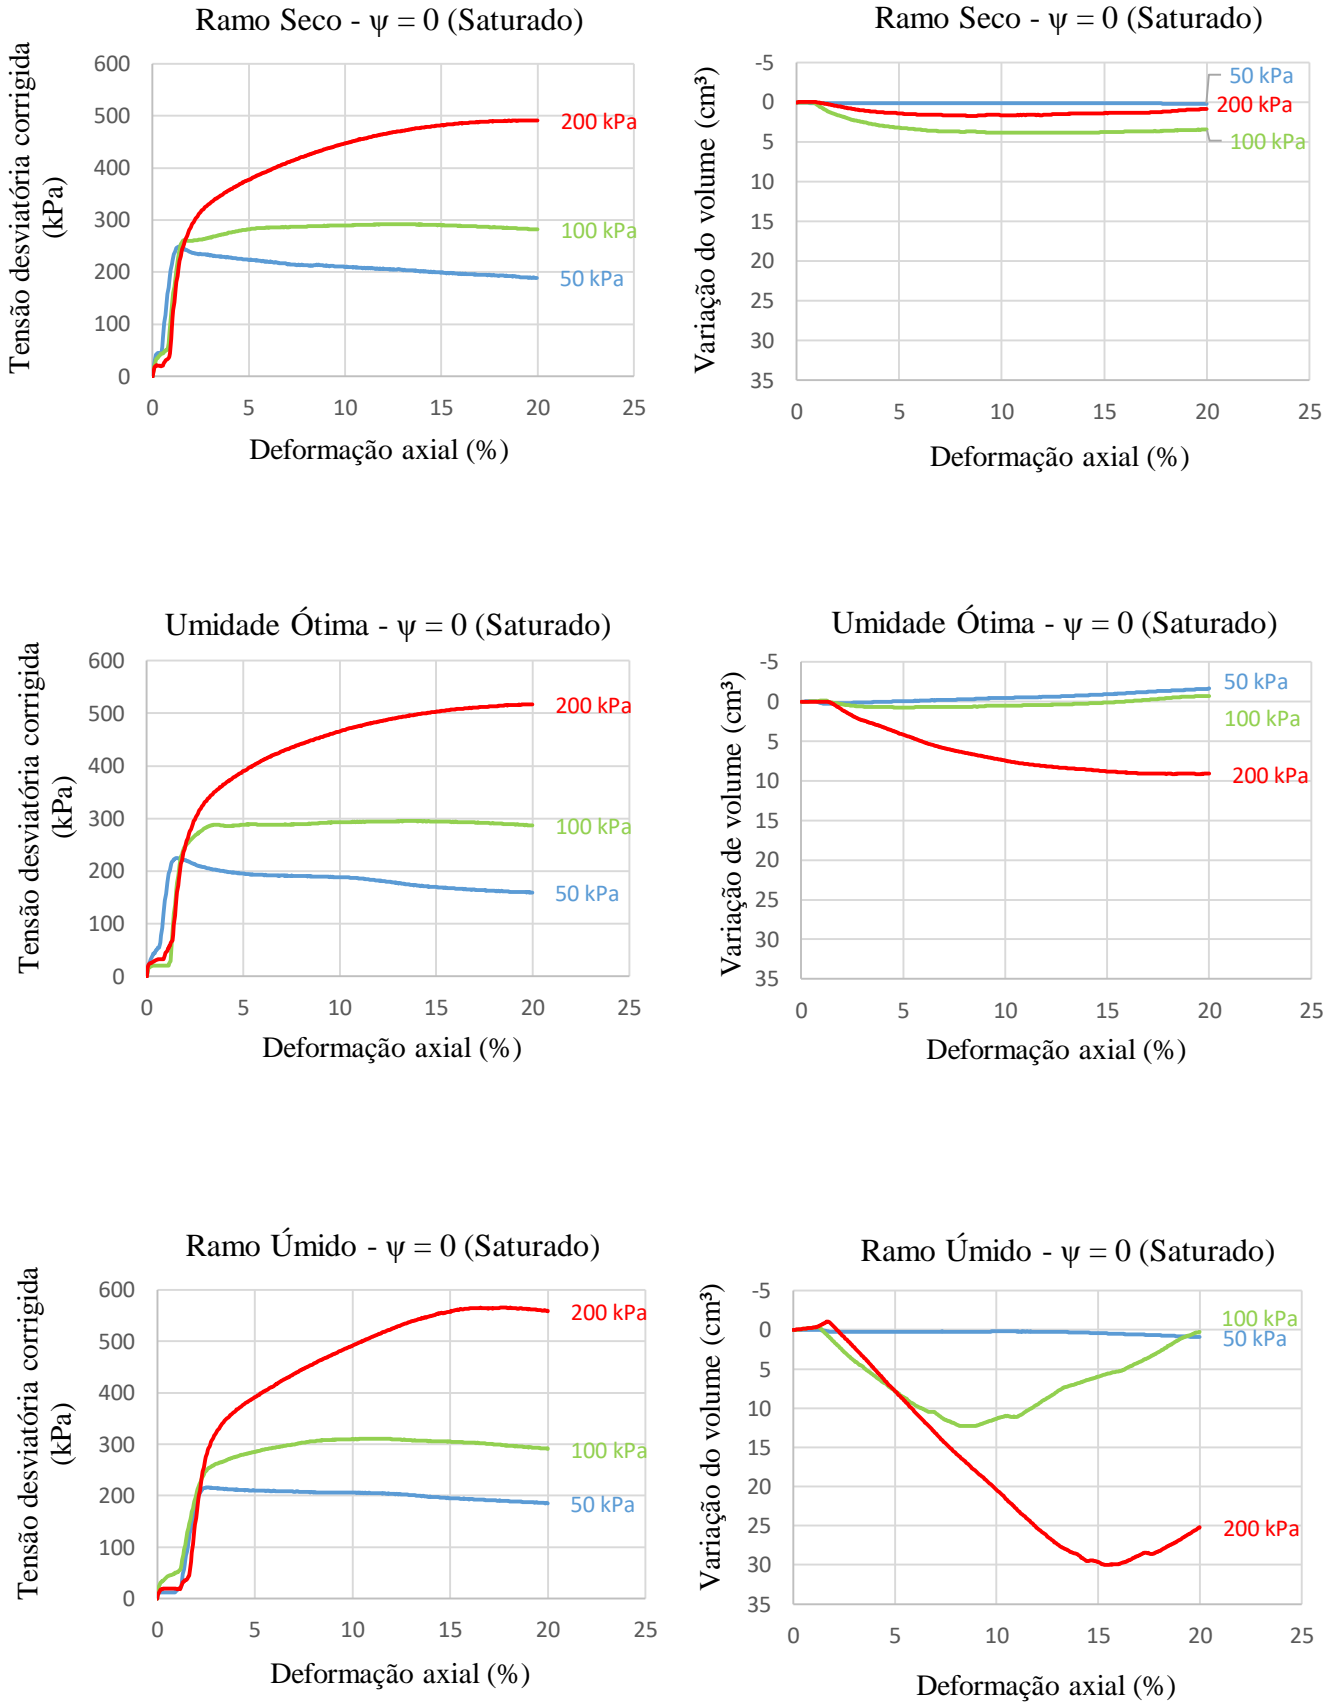 Ramo Seco - ψ = 0 (Saturado)
Tensão desviatória corrigida
(kPa)
600
500
400
300
200
100
0
200 kPa
100 kPa
50 kPa
0 5 10 15 20 25
Deformação axial (%)
Ramo Seco - ψ = 0 (Saturado)
Variação do volume (cm³)
-5
0
5
10
15
20
25
30
35
50 kPa
200 kPa
100 kPa
0 5 10 15 20 25
Deformação axial (%)
Umidade Ótima - ψ = 0 (Saturado)
Tensão desviatória corrigida
(kPa)
600
500
400
300
200
100
0
200 kPa
100 kPa
50 kPa
0 5 10 15 20 25
Deformação axial (%)
Umidade Ótima - ψ = 0 (Saturado)
Variação de volume (cm³)
-5
0
5
10
15
20
25
30
35
50 kPa
100 kPa
200 kPa
0 5 10 15 20 25
Deformação axial (%)
Ramo Úmido - ψ = 0 (Saturado)
Tensão desviatória corrigida
(kPa)
600
500
400
300
200
100
0
200 kPa
100 kPa
50 kPa
0 5 10 15 20 25
Deformação axial (%)
Ramo Úmido - ψ = 0 (Saturado)
Variação do volume (cm³)
-5
0
5
10
15
20
25
30
35
100 kPa
50 kPa
200 kPa
0 5 10 15 20 25
Deformação axial (%)